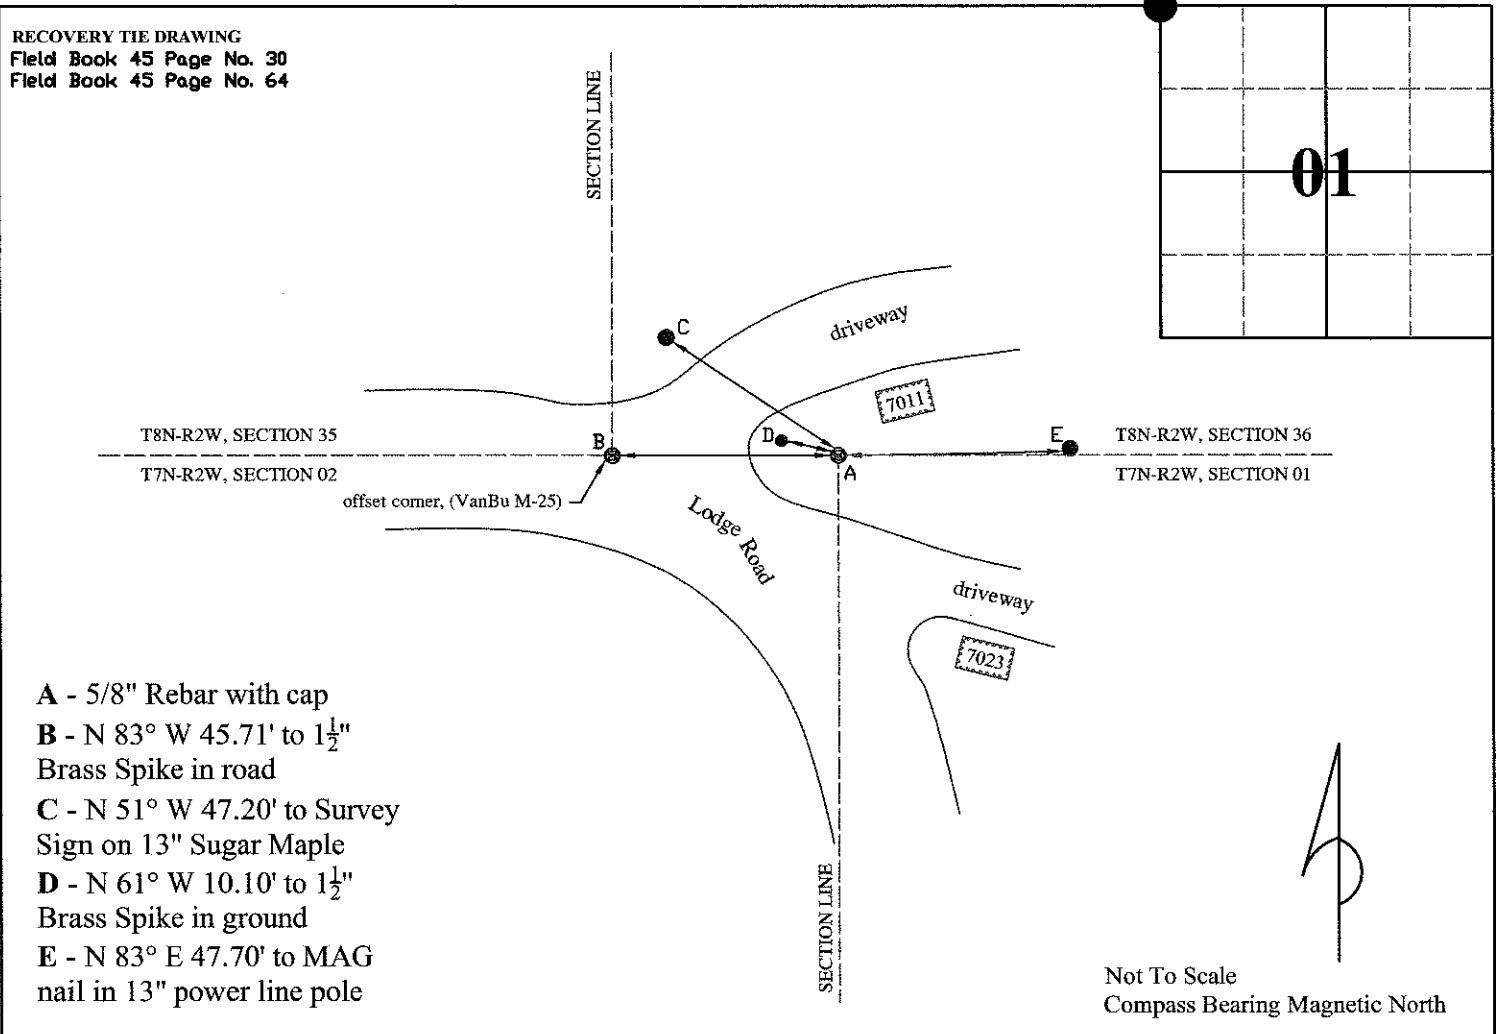 RECOVERY TIE DRAWING
Field Book 45 Page No. 30
Field Book 45 Page No. 64
SECTION LINE
01
C
driveway
7011
T8N-R2W, SECTION 35
B
D
E
T8N-R2W, SECTION 36
T7N-R2W, SECTION 02
A
T7N-R2W, SECTION 01
offset corner, (VanBu M-25)
Lodge Road
driveway
7023
A - 5/8" Rebar with cap
B - N 83° W 45.71' to 1½"
Brass Spike in road
C - N 51° W 47.20' to Survey
Sign on 13" Sugar Maple
D - N 61° W 10.10' to 1½"
Brass Spike in ground
E - N 83° E 47.70' to MAG
nail in 13" power line pole
SECTION LINE
Not To Scale
Compass Bearing Magnetic North